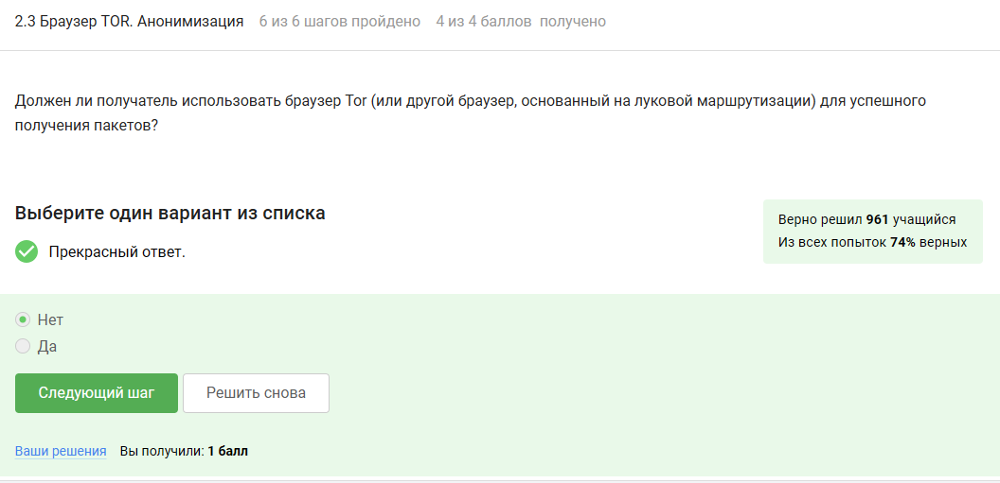 2.3 Браузер TOR. Анонимизация 6 из 6 шагов пройдено 4 из 4 баллов получено
Должен ли получатель использовать браузер Tor (или другой браузер, основанный на луковой маршрутизации) для успешного
получения пакетов?
Выберите один вариант из списка
Прекрасный ответ.
Верно решил 961 учащийся
Из всех попыток 74% верных
Нет
Да
Следующий шаг Решить снова
Ваши решения Вы получили: 1 балл